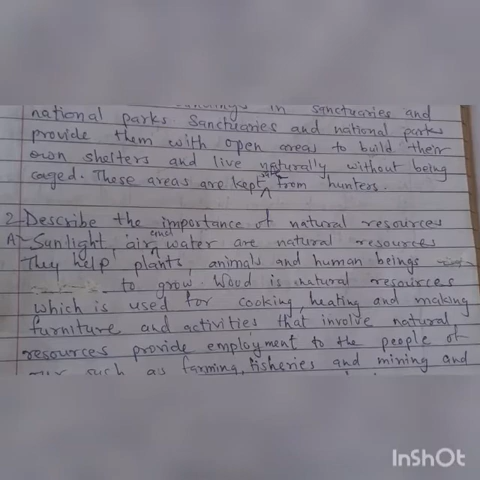 in sanctuaries and
national parks. Sanctuaries and national parks
provide them with open areas to build their
own shelters and live naturally without being
caged. These areas are kept safe from hunters.
2- Describe the importance of natural resources
A- Sunlight, air and water are natural resources
They help plants, animals and human beings
to grow. Wood is natural resources
which is used for cooking, heating and making
furniture and activities that involve natural
resources provide employment to the people of
such as farming, fisheries and mining and
InShOt